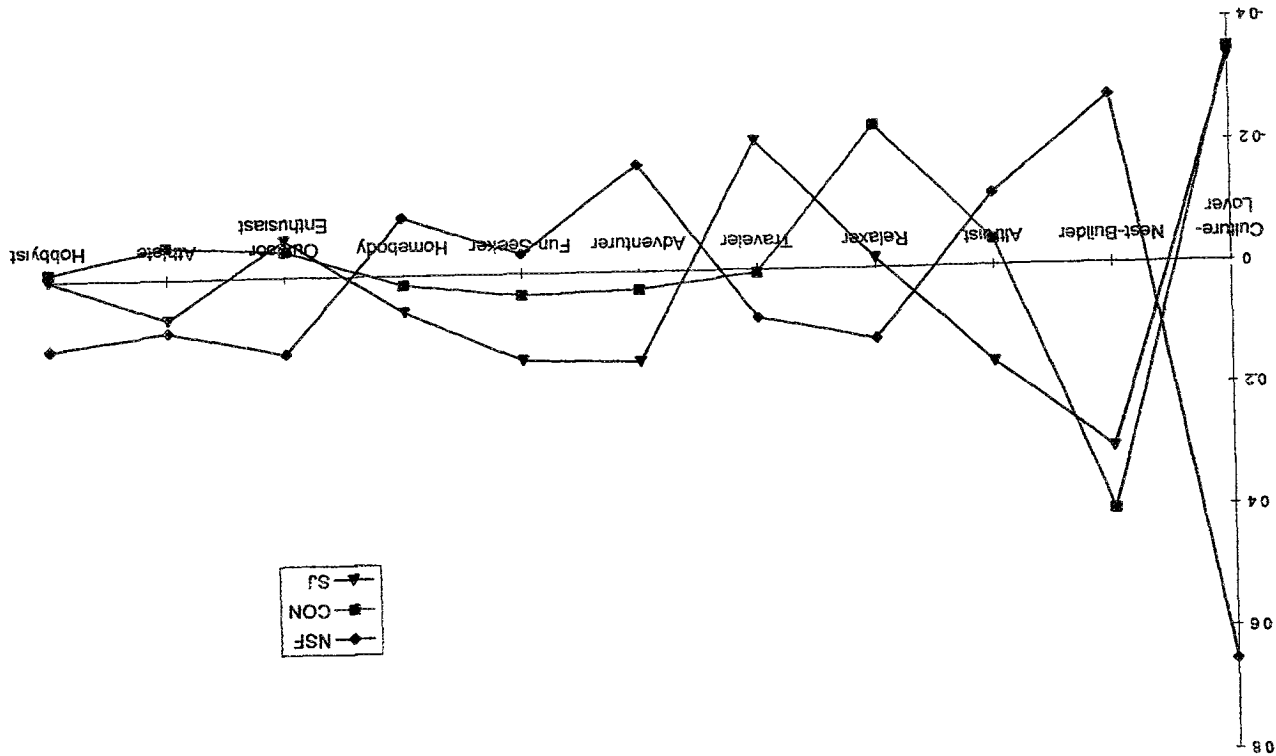 0 8
0 6
0 4
0.2
0
-0.2
-0 4
NSF
CON
SJ
Culture-
Lover
Nest-Builder
Altruist
Relaxer
Traveler
Adventurer
Fun-Seeker
Homebody
Outdoor
Enthusiast
Athlete
Hobbyist